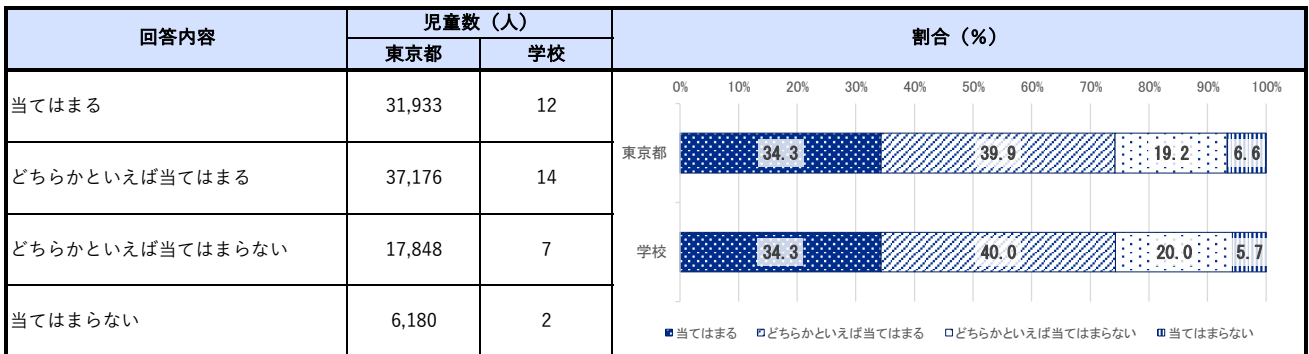 回答内容 児童数（人） 割合（％）
東京都 学校
当てはまる 31,933 12
どちらかといえば当てはまる 37,176 14
どちらかといえば当てはまらない 17,848 7
当てはまらない 6,180 2
0% 10% 20% 30% 40% 50% 60% 70% 80% 90% 100%
東京都 34.3 39.9 19.2 6.6
学校 34.3 40.0 20.0 5.7
当てはまる どちらかといえば当てはまる どちらかといえば当てはまらない 当てはまらない